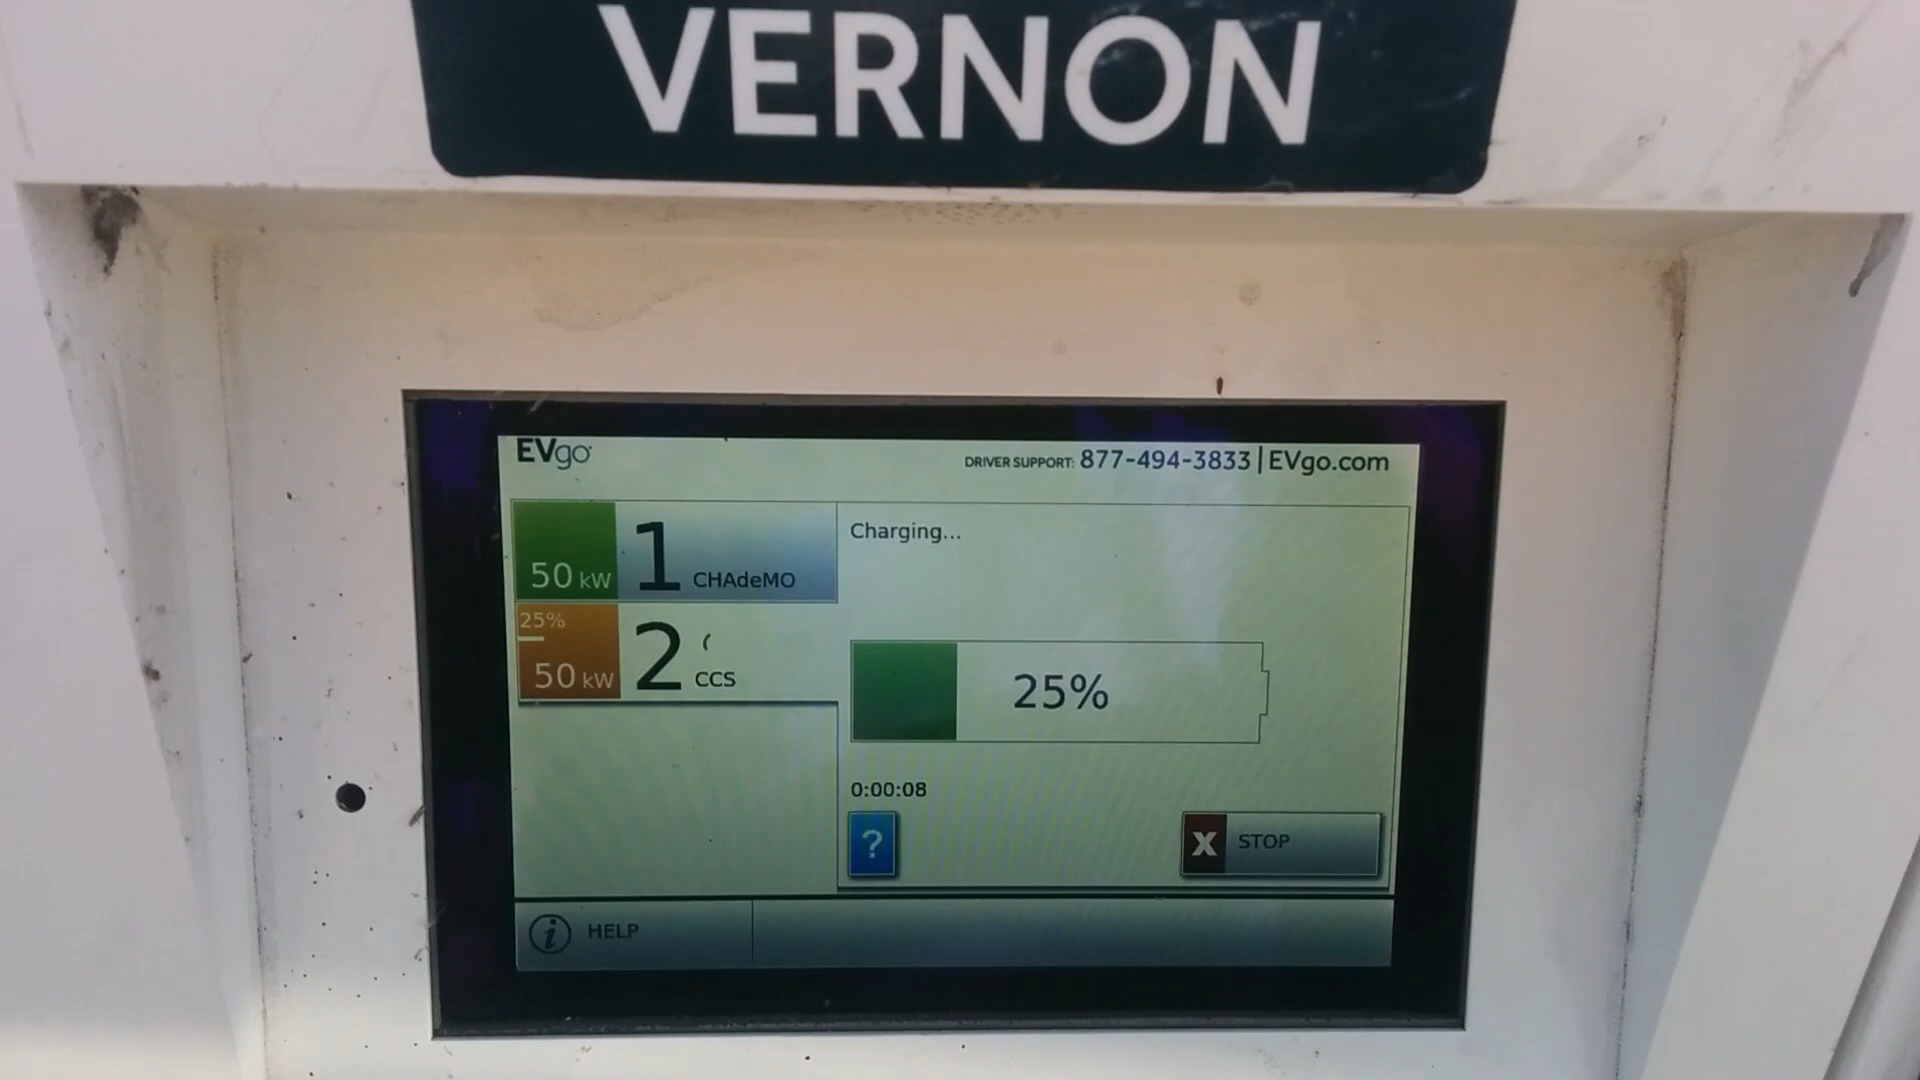 VERNON
EVgo
DRIVER SUPPORT: 877-494-3833 | EVgo.com
50 kW
1 CHAdeMO
25%
50 kW
2 CCS
Charging...
25%
0:00:08
?
X STOP
i HELP